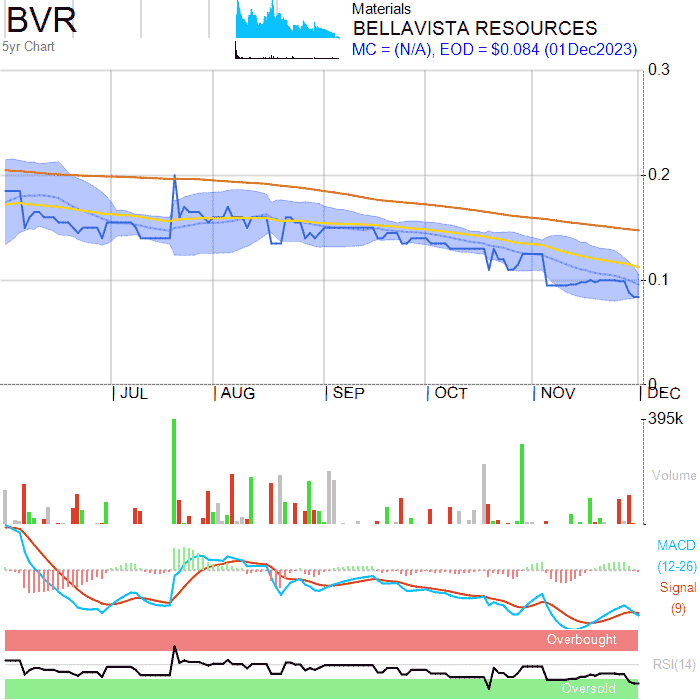 BVR
5yr Chart
Materials
BELLAVISTA RESOURCES
MC = (N/A), EOD = $0.084 (01Dec2023)
0.3
0.2
0.1
0
JUL
AUG
SEP
OCT
NOV
DEC
395k
Volume
MACD
(12-26)
Signal
(9)
Overbought
RSI(14)
Oversold